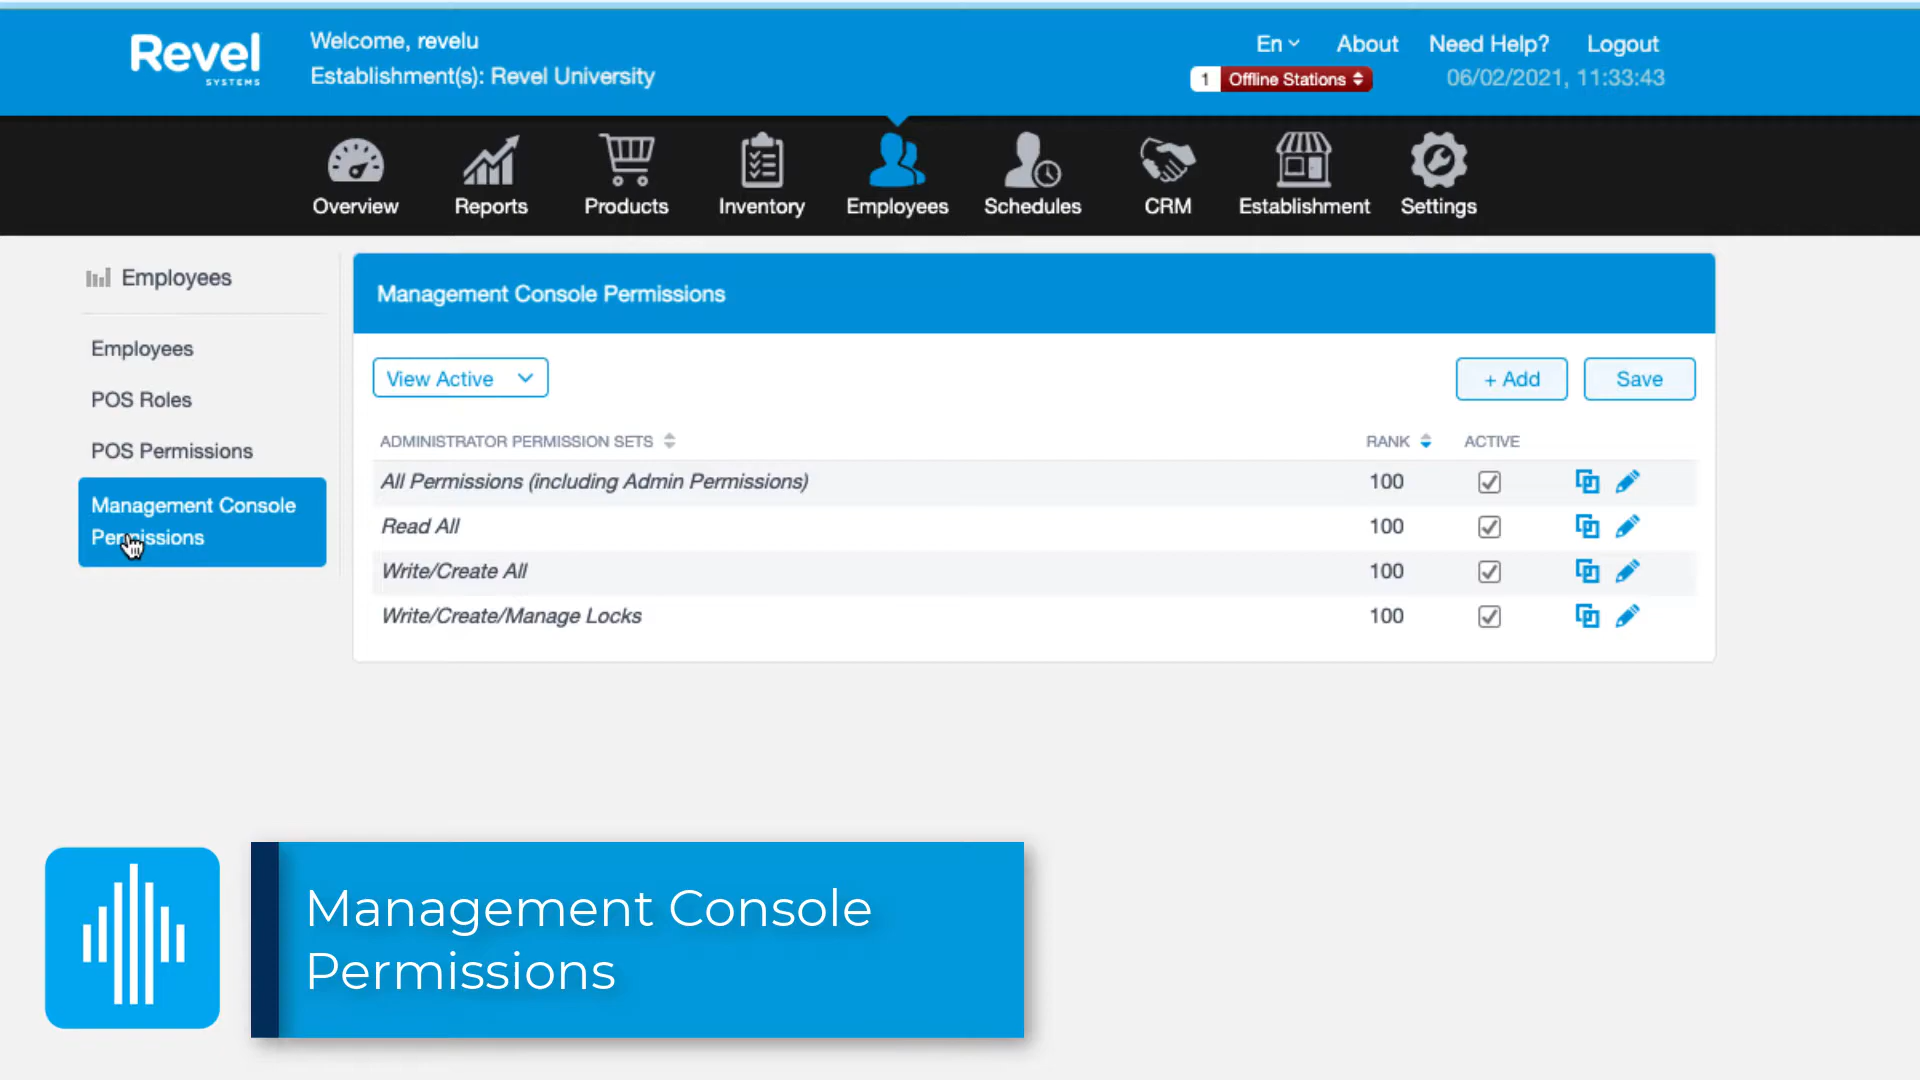 Revel
SYSTEMS
Welcome, revelu
Establishment(s): Revel University
En
About
Need Help?
Logout
1 Offline Stations
06/02/2021, 11:33:43
Overview
Reports
Products
Inventory
Employees
Schedules
CRM
Establishment
Settings
Employees
Employees
POS Roles
POS Permissions
Management Console
Permissions
Management Console Permissions
View Active
+ Add
Save
ADMINISTRATOR PERMISSION SETS RANK ACTIVE
All Permissions (including Admin Permissions) 100
Read All 100
Write/Create All 100
Write/Create/Manage Locks 100
Management Console
Permissions